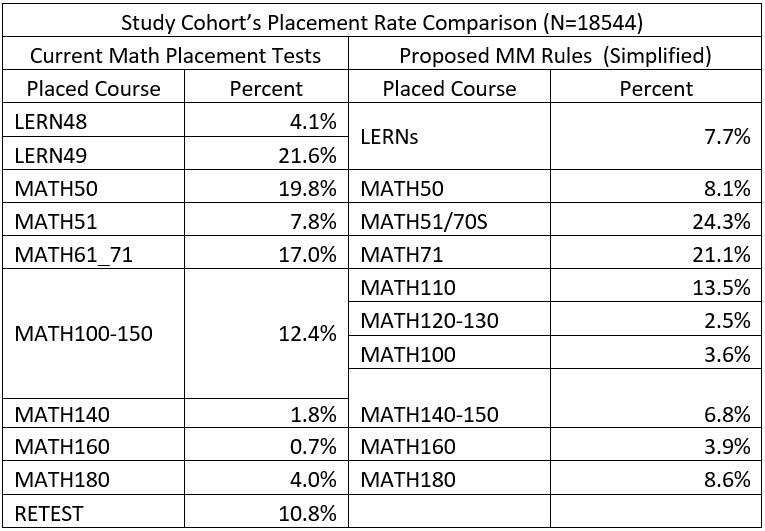 Study Cohort’s Placement Rate Comparison (N=18544)
Current Math Placement Tests Proposed MM Rules (Simplified)
Placed Course Percent Placed Course Percent
LERN48 4.1%
LERNs 7.7%
LERN49 21.6%
MATH50 19.8% MATH50 8.1%
MATH51 7.8% MATH51/70S 24.3%
MATH61_71 17.0% MATH71 21.1%
MATH110 13.5%
MATH100-150 12.4% MATH120-130 2.5%
MATH100 3.6%
MATH140 1.8% MATH140-150 6.8%
MATH160 0.7% MATH160 3.9%
MATH180 4.0% MATH180 8.6%
RETEST 10.8%